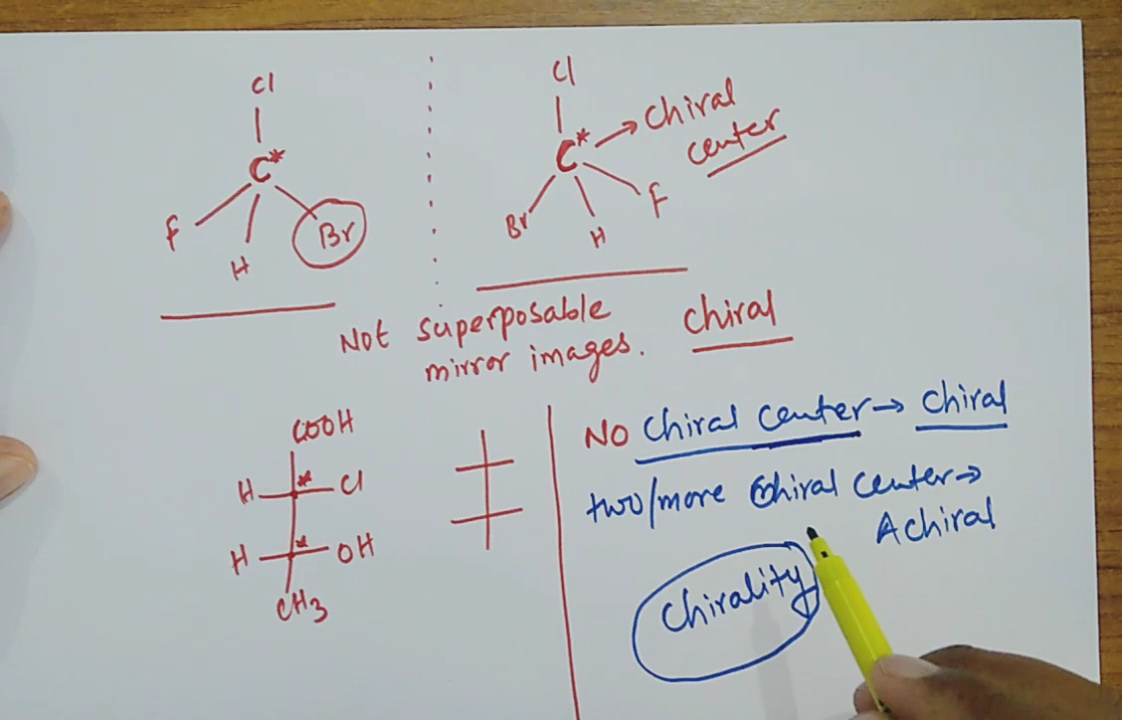 Cl
C*
F
H
Br
Cl
C*
Chiral
center
Br
H
F
Not superposable
mirror images.
chiral
COOH
H * Cl
H * OH
CH3
No Chiral center→ chiral
two/more Chiral center→
Achiral
Chirality